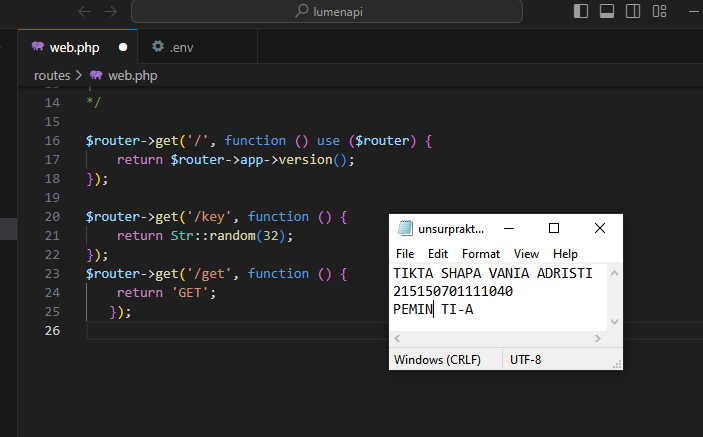 lumenapi
web.php
.env
routes > web.php
14 */
15
16 $router->get('/', function () use ($router) {
17 return $router->app->version();
18 });
19
20 $router->get('/key', function () {
21 return Str::random(32);
22 });
23 $router->get('/get', function () {
24 return 'GET';
25 });
26
unsurprakt...
File Edit Format View Help
TIKTA SHAPA VANIA ADRISTI
215150701111040
PEMIN TI-A
Windows (CRLF) UTF-8